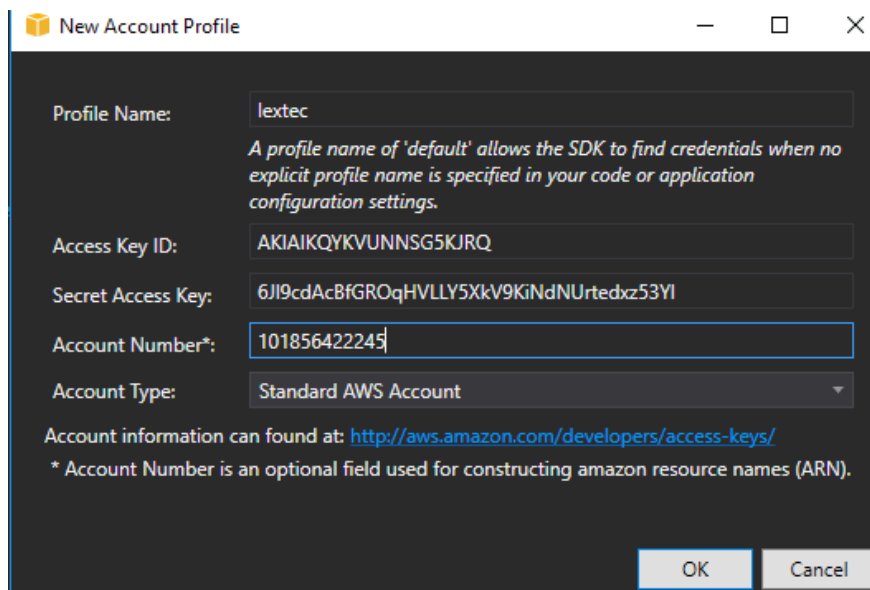 New Account Profile
Profile Name: lextec
A profile name of 'default' allows the SDK to find credentials when no
explicit profile name is specified in your code or application
configuration settings.
Access Key ID: AKIAIKQYKVUNNSG5KJRQ
Secret Access Key:
Account Number*: 101856422245
Account Type: Standard AWS Account
Account information can found at: http://aws.amazon.com/developers/access-keys/
* Account Number is an optional field used for constructing amazon resource names (ARN).
OK Cancel